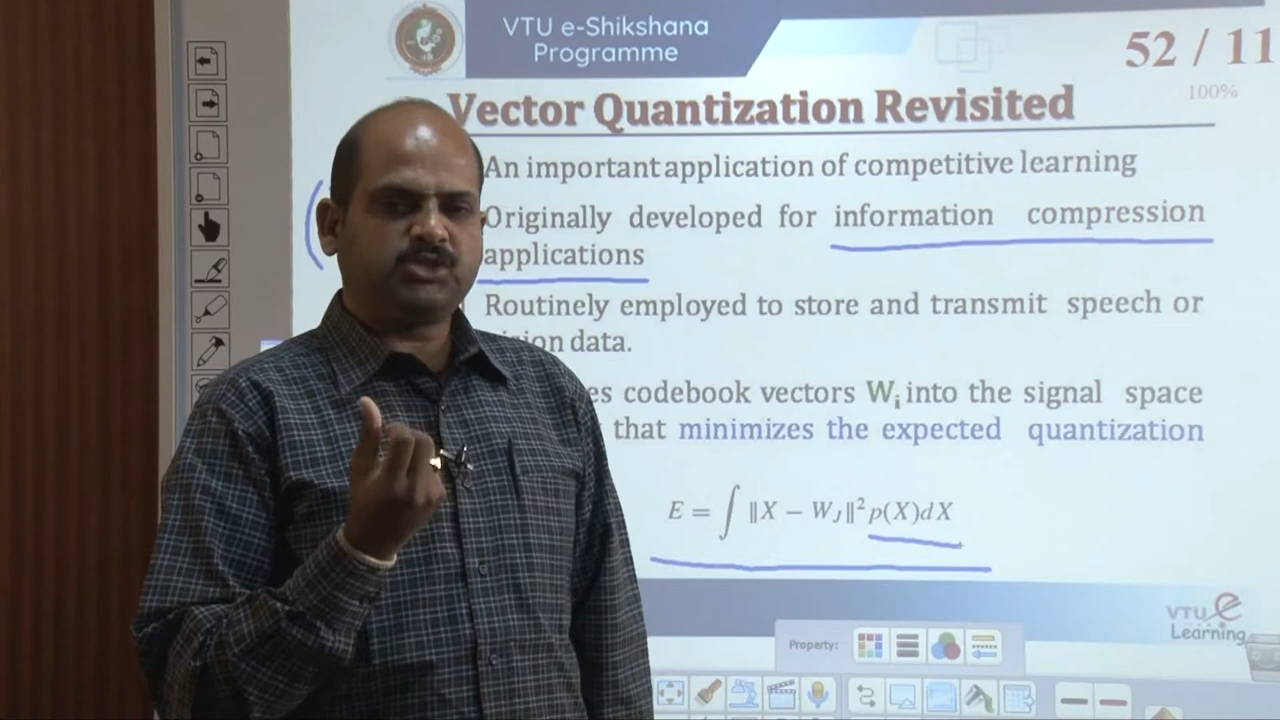 VTU e-Shikshana
Programme
52 / 11
100%
Vector Quantization Revisited
An important application of competitive learning
Originally developed for information compression
applications
Routinely employed to store and transmit speech or
data.
codebook vectors Wi into the signal space
that minimizes the expected quantization
E = ∫ ‖X − W_J‖² p(X)dX
VTU e
Learning
Property: